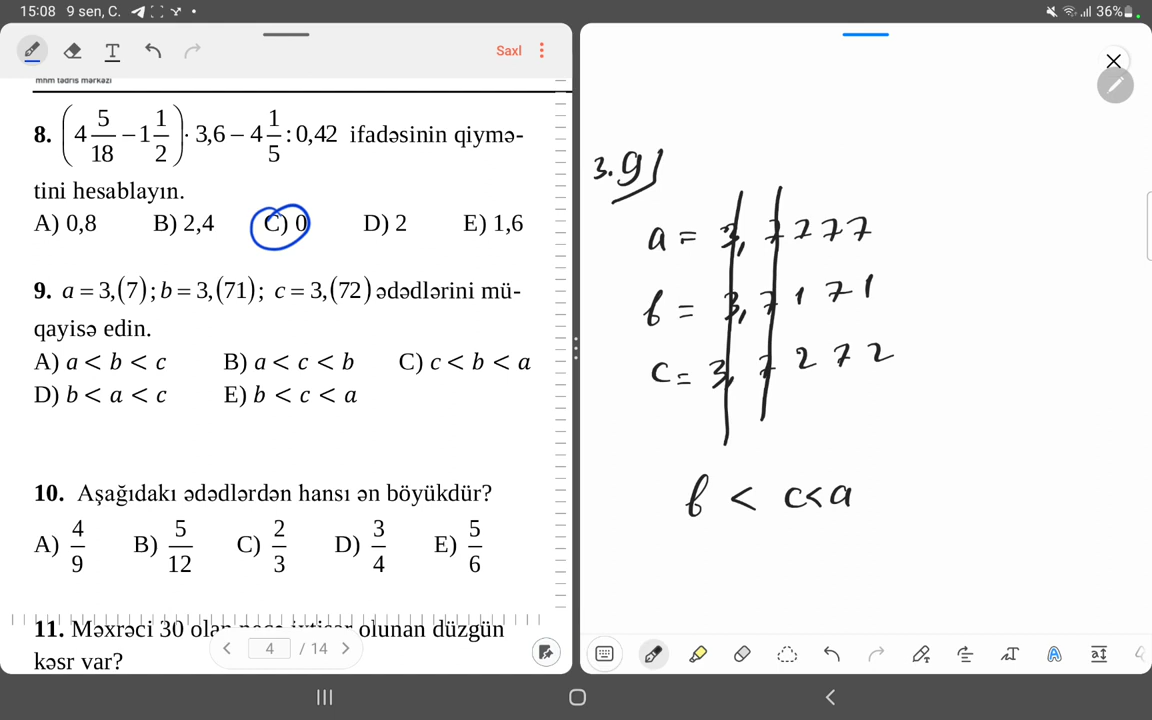 15:08 9 sen, C. 36%
Saxl
mhm tədris mərkəzi
8. (4 5/18 − 1 1/2) · 3,6 − 4 1/5 : 0,42 ifadəsinin qiymə-
tini hesablayın.
A) 0,8 B) 2,4 C) 0 D) 2 E) 1,6
9. a = 3,(7); b = 3,(71); c = 3,(72) ədədlərini mü-
qayisə edin.
A) a < b < c B) a < c < b C) c < b < a
D) b < a < c E) b < c < a
10. Aşağıdakı ədədlərdən hansı ən böyükdür?
A) 4/9 B) 5/12 C) 2/3 D) 3/4 E) 5/6
11. Məxrəci 30 olan olunan düzgün
kəsr var?
4 / 14
3.9)
a = 3,7777
b = 3,7171
c = 3,7272
b < c < a